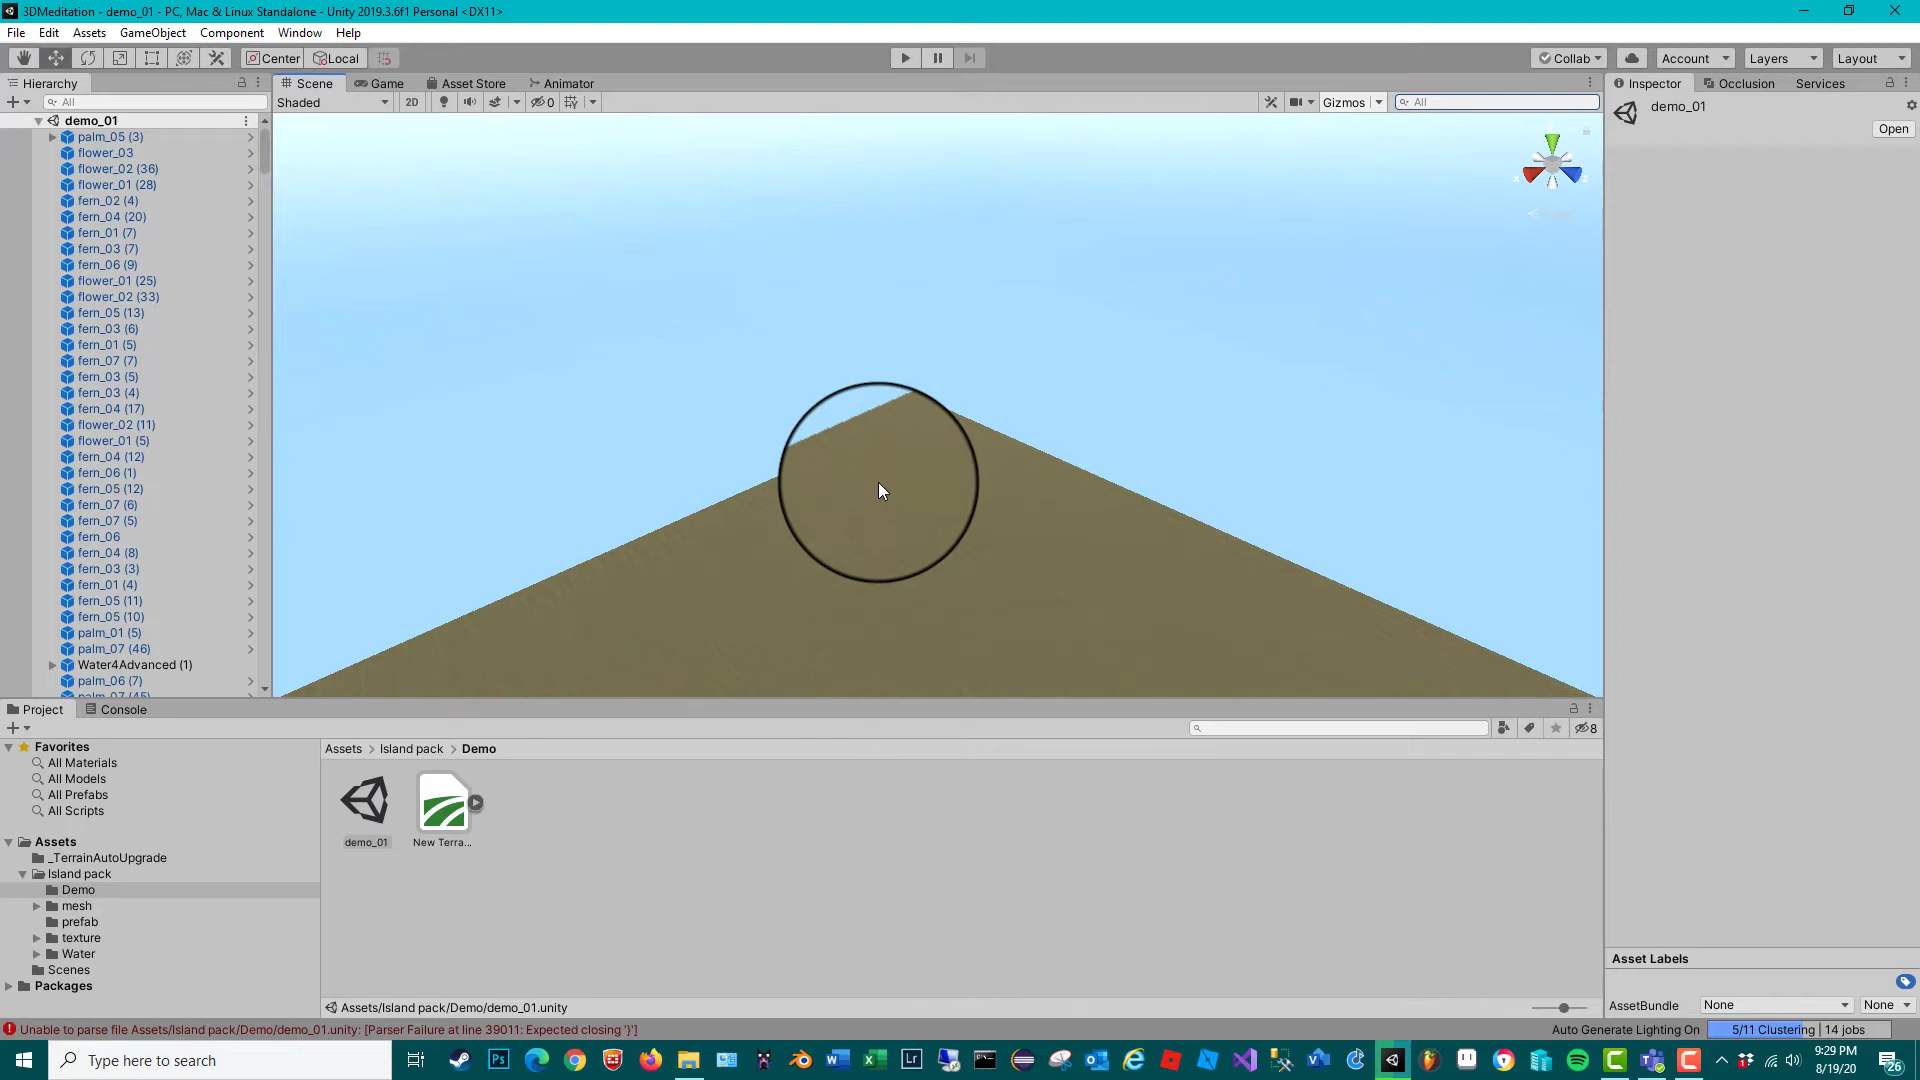 3DMeditation - demo_01 - PC, Mac & Linux Standalone - Unity 2019.3.6f1 Personal <DX11>
File Edit Assets GameObject Component Window Help
Center Local Collab Account Layers Layout
Hierarchy Scene Game Asset Store Animator Inspector Occlusion Services
All Shaded 2D 0 Gizmos All
demo_01
Open
demo_01
palm_05 (3)
flower_03
flower_02 (36)
flower_01 (28)
fern_02 (4)
fern_04 (20)
fern_01 (7)
fern_03 (7)
fern_06 (9)
flower_01 (25)
flower_02 (33)
fern_05 (13)
fern_03 (6)
fern_01 (5)
fern_07 (7)
fern_03 (5)
fern_03 (4)
fern_04 (17)
flower_02 (11)
flower_01 (5)
fern_04 (12)
fern_06 (1)
fern_05 (12)
fern_07 (6)
fern_07 (5)
fern_06
fern_04 (8)
fern_03 (3)
fern_01 (4)
fern_05 (11)
fern_05 (10)
palm_01 (5)
palm_07 (46)
Water4Advanced (1)
palm_06 (7)
palm_07 (45)
Project Console
8
Favorites
All Materials
All Models
All Prefabs
All Scripts
Assets
_TerrainAutoUpgrade
Island pack
Demo
mesh
prefab
texture
Water
Scenes
Packages
Assets > Island pack > Demo
demo_01 New Terra...
Assets/Island pack/Demo/demo_01.unity
Asset Labels
AssetBundle None None
Unable to parse file Assets/Island pack/Demo/demo_01.unity: [Parser Failure at line 39011: Expected closing '}']
Auto Generate Lighting On 5/11 Clustering | 14 jobs
Type here to search
9:29 PM
8/19/20
26